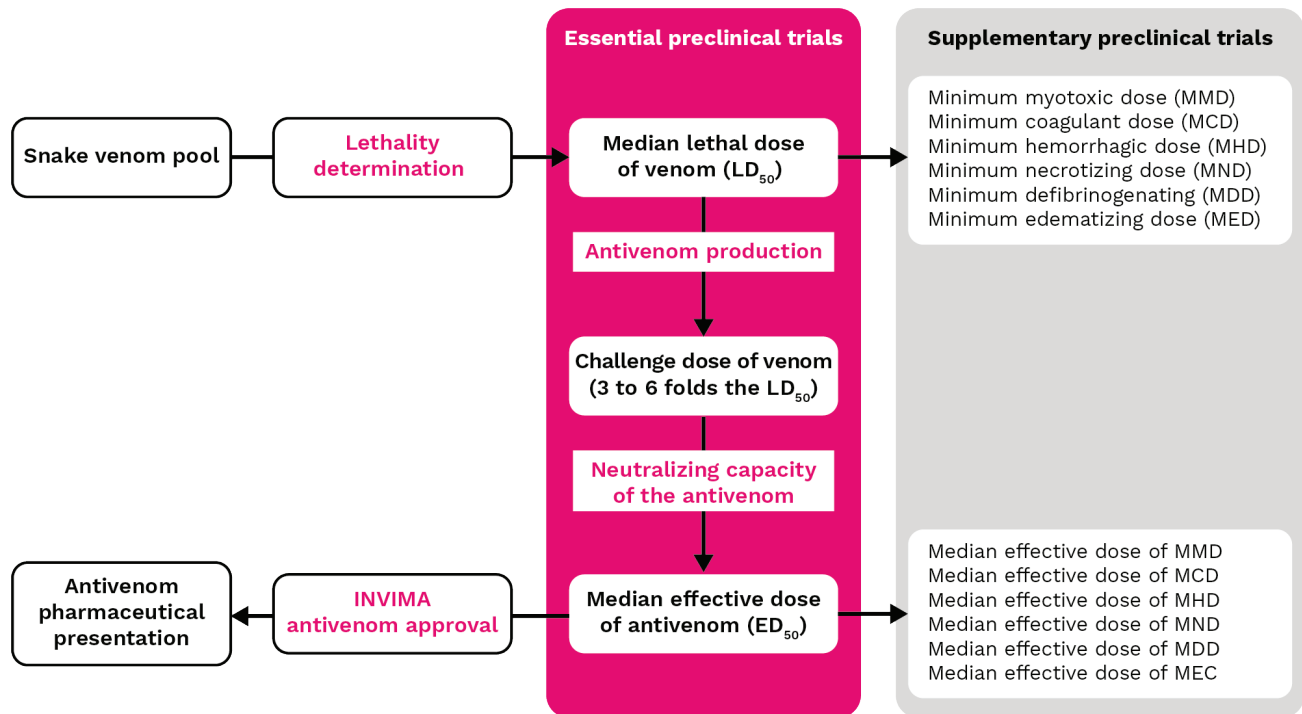 Essential preclinical trials
Supplementary preclinical trials
Snake venom pool
Lethality
determination
Median lethal dose
of venom (LD50)
Minimum myotoxic dose (MMD)
Minimum coagulant dose (MCD)
Minimum hemorrhagic dose (MHD)
Minimum necrotizing dose (MND)
Minimum defibrinogenating (MDD)
Minimum edematizing dose (MED)
Antivenom production
Challenge dose of venom
(3 to 6 folds the LD50)
Neutralizing capacity
of the antivenom
Antivenom
pharmaceutical
presentation
INVIMA
antivenom approval
Median effective dose
of antivenom (ED50)
Median effective dose of MMD
Median effective dose of MCD
Median effective dose of MHD
Median effective dose of MND
Median effective dose of MDD
Median effective dose of MEC